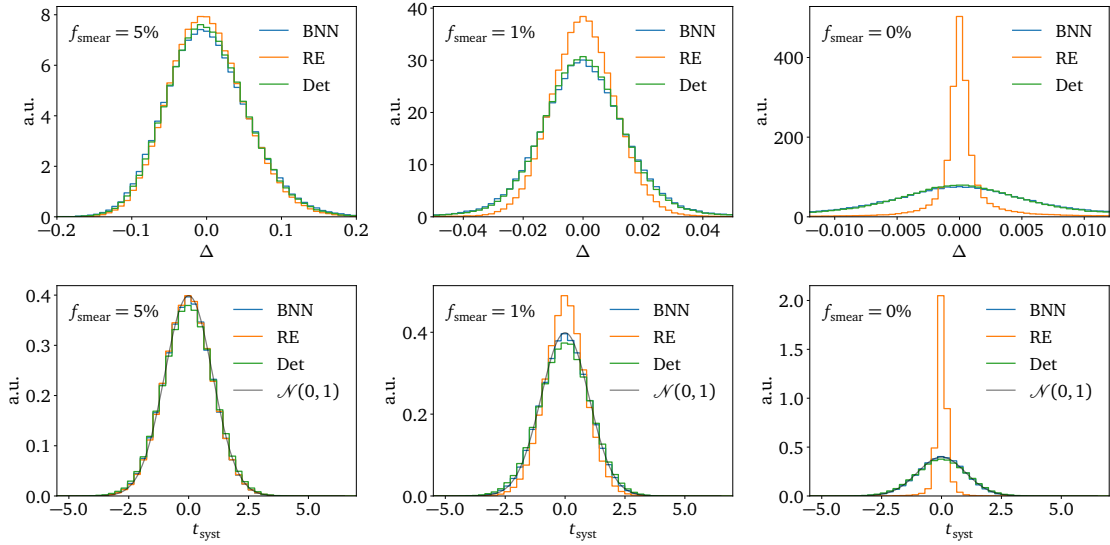 f_smear = 5%
BNN
RE
Det
a.u.
8
6
4
2
0
−0.2 −0.1 0.0 0.1 0.2
Δ
f_smear = 1%
BNN
RE
Det
a.u.
40
30
20
10
0
−0.04 −0.02 0.00 0.02 0.04
Δ
f_smear = 0%
BNN
RE
Det
a.u.
400
200
0
−0.010 −0.005 0.000 0.005 0.010
Δ
f_smear = 5%
BNN
RE
Det
𝒩(0, 1)
a.u.
0.4
0.3
0.2
0.1
0.0
−5.0 −2.5 0.0 2.5 5.0
t_syst
f_smear = 1%
BNN
RE
Det
𝒩(0, 1)
a.u.
0.4
0.2
0.0
−5.0 −2.5 0.0 2.5 5.0
t_syst
f_smear = 0%
BNN
RE
Det
𝒩(0, 1)
a.u.
2.0
1.5
1.0
0.5
0.0
−5.0 −2.5 0.0 2.5 5.0
t_syst